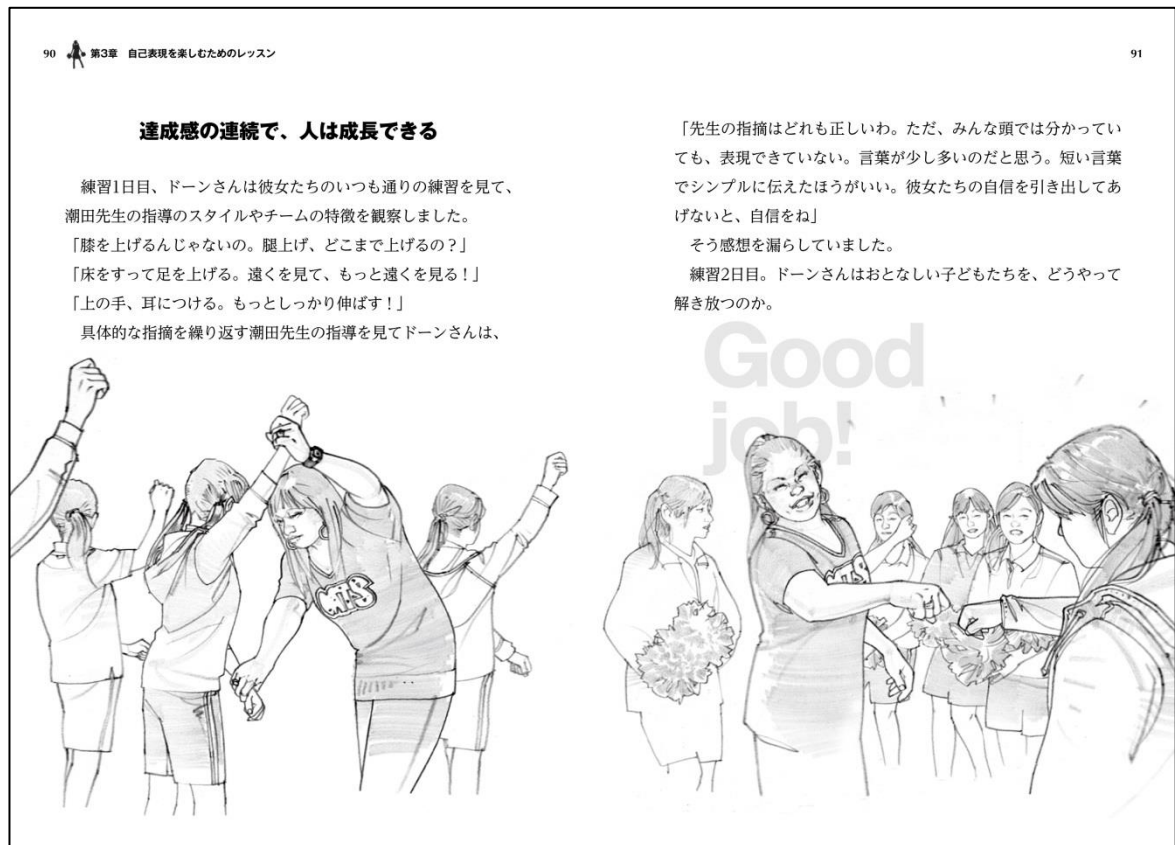 90 第3章 自己表現を楽しむためのレッスン
達成感の連続で、人は成長できる
練習1日目、ドーンさんは彼女たちのいつも通りの練習を見て、
潮田先生の指導のスタイルやチームの特徴を観察しました。
「膝を上げるんじゃないの。腿上げ、どこまで上げるの？」
「床をすって足を上げる。遠くを見て、もっと遠くを見る！」
「上の手、耳につける。もっとしっかり伸ばす！」
具体的な指摘を繰り返す潮田先生の指導を見てドーンさんは、
91
「先生の指摘はどれも正しいわ。ただ、みんな頭では分かってい
ても、表現できていない。言葉が少し多いのだと思う。短い言葉
でシンプルに伝えたほうがいい。彼女たちの自信を引き出してあ
げないと、自信をね」
そう感想を漏らしていました。
練習2日目。ドーンさんはおとなしい子どもたちを、どうやって
解き放つのか。
Good
job!